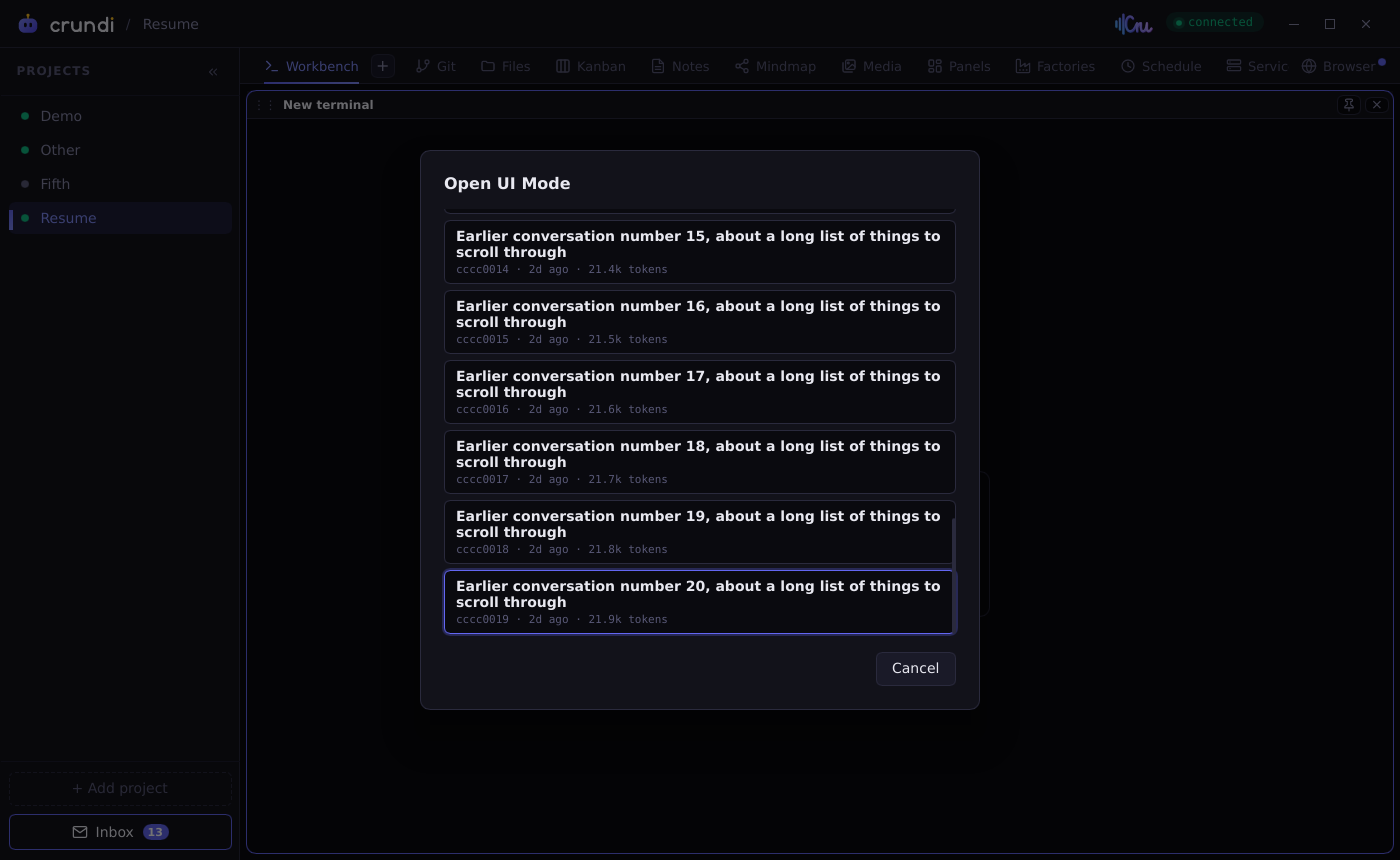 crundi / Resume
Cru
connected
PROJECTS
Workbench
Git
Files
Kanban
Notes
Mindmap
Media
Panels
Factories
Schedule
Servic
Browser
Demo
Other
Fifth
Resume
New terminal
Open UI Mode
Earlier conversation number 15, about a long list of things to
scroll through
cccc0014 · 2d ago · 21.4k tokens
Earlier conversation number 16, about a long list of things to
scroll through
cccc0015 · 2d ago · 21.5k tokens
Earlier conversation number 17, about a long list of things to
scroll through
cccc0016 · 2d ago · 21.6k tokens
Earlier conversation number 18, about a long list of things to
scroll through
cccc0017 · 2d ago · 21.7k tokens
Earlier conversation number 19, about a long list of things to
scroll through
cccc0018 · 2d ago · 21.8k tokens
Earlier conversation number 20, about a long list of things to
scroll through
cccc0019 · 2d ago · 21.9k tokens
Cancel
+ Add project
Inbox 13